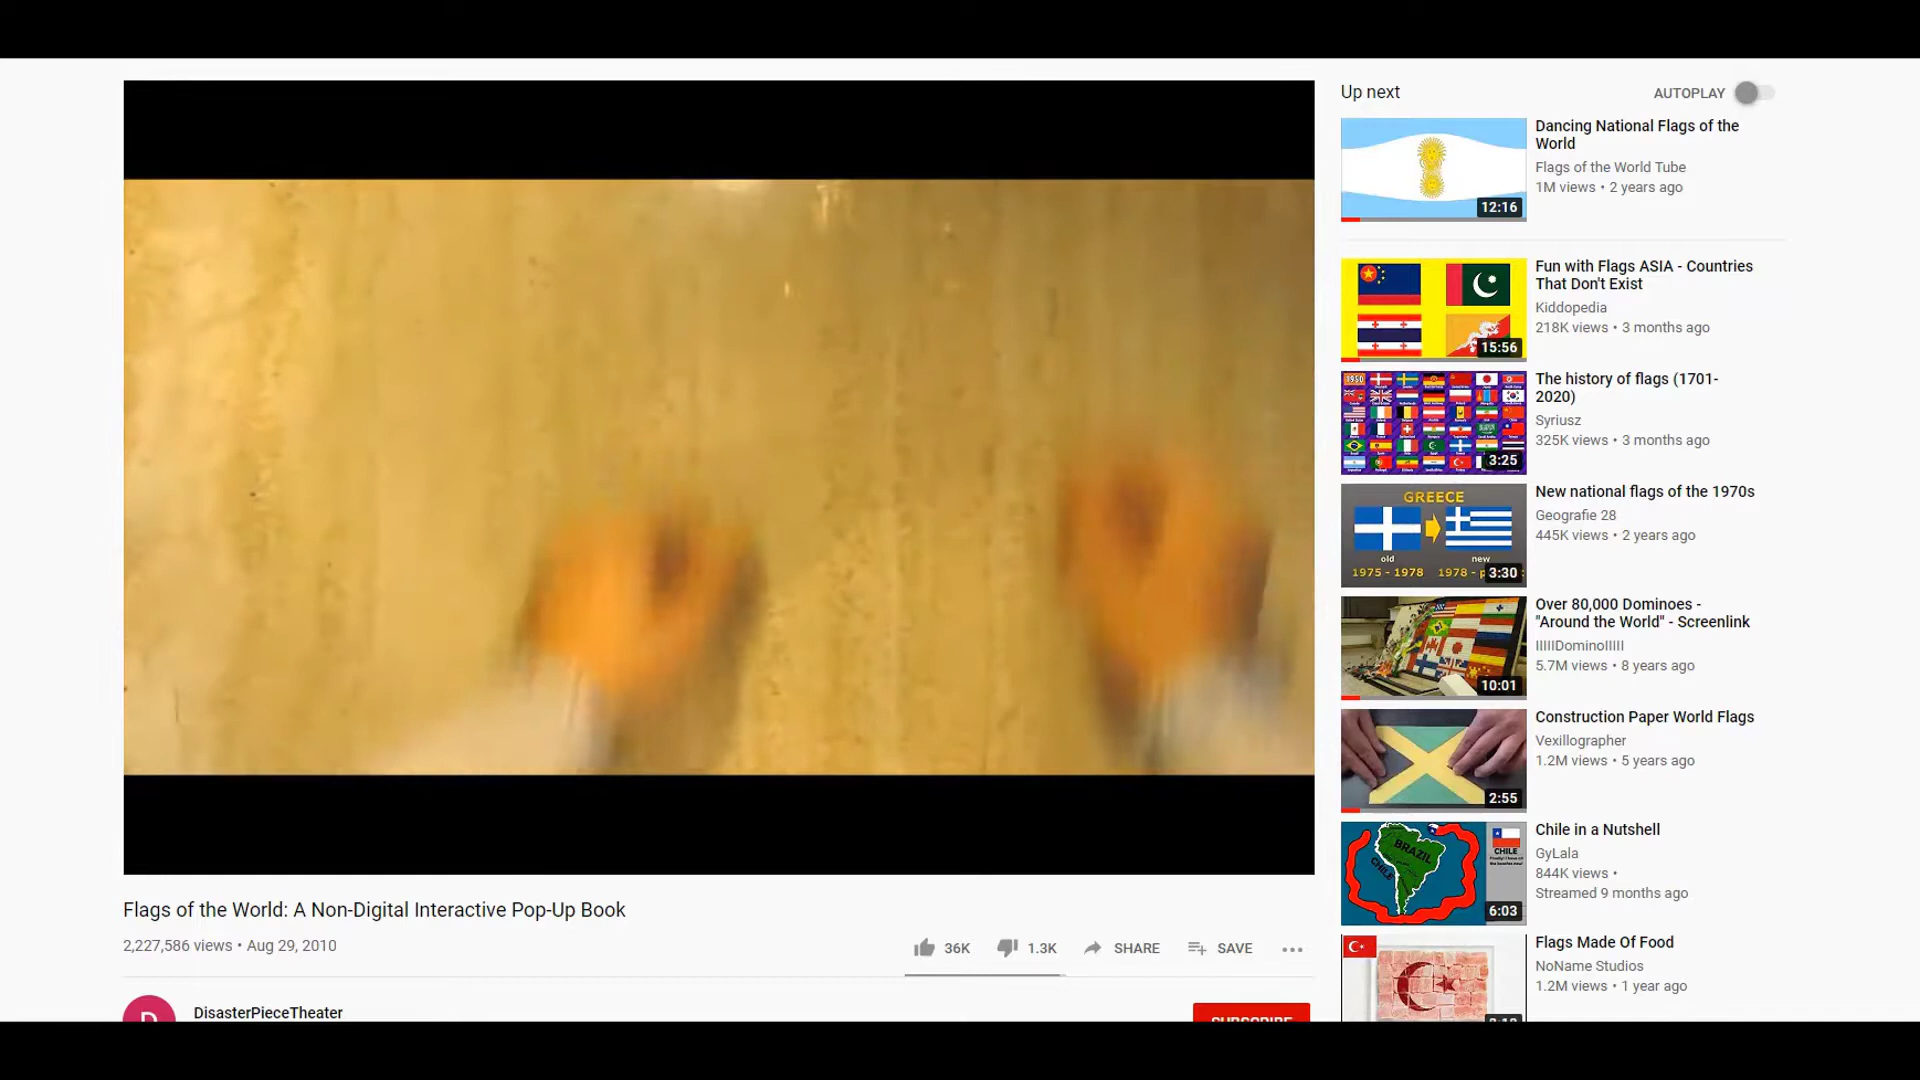 Up next
AUTOPLAY
Dancing National Flags of the
World
Flags of the World Tube
1M views • 2 years ago
12:16
Fun with Flags ASIA - Countries
That Don't Exist
Kiddopedia
218K views • 3 months ago
15:56
The history of flags (1701-
2020)
Syriusz
325K views • 3 months ago
1950
3:25
New national flags of the 1970s
Geografie 28
445K views • 2 years ago
GREECE
old
new
1975 - 1978
1978 - p
3:30
Over 80,000 Dominoes -
"Around the World" - Screenlink
IIIIIDominoIIIII
5.7M views • 8 years ago
10:01
Construction Paper World Flags
Vexillographer
1.2M views • 5 years ago
2:55
Chile in a Nutshell
GyLala
844K views •
Streamed 9 months ago
BRAZIL
CHILE
CHILE
6:03
Flags Made Of Food
NoName Studios
1.2M views • 1 year ago
Flags of the World: A Non-Digital Interactive Pop-Up Book
2,227,586 views • Aug 29, 2010
36K
1.3K
SHARE
SAVE
D
DisasterPieceTheater
SUBSCRIBE